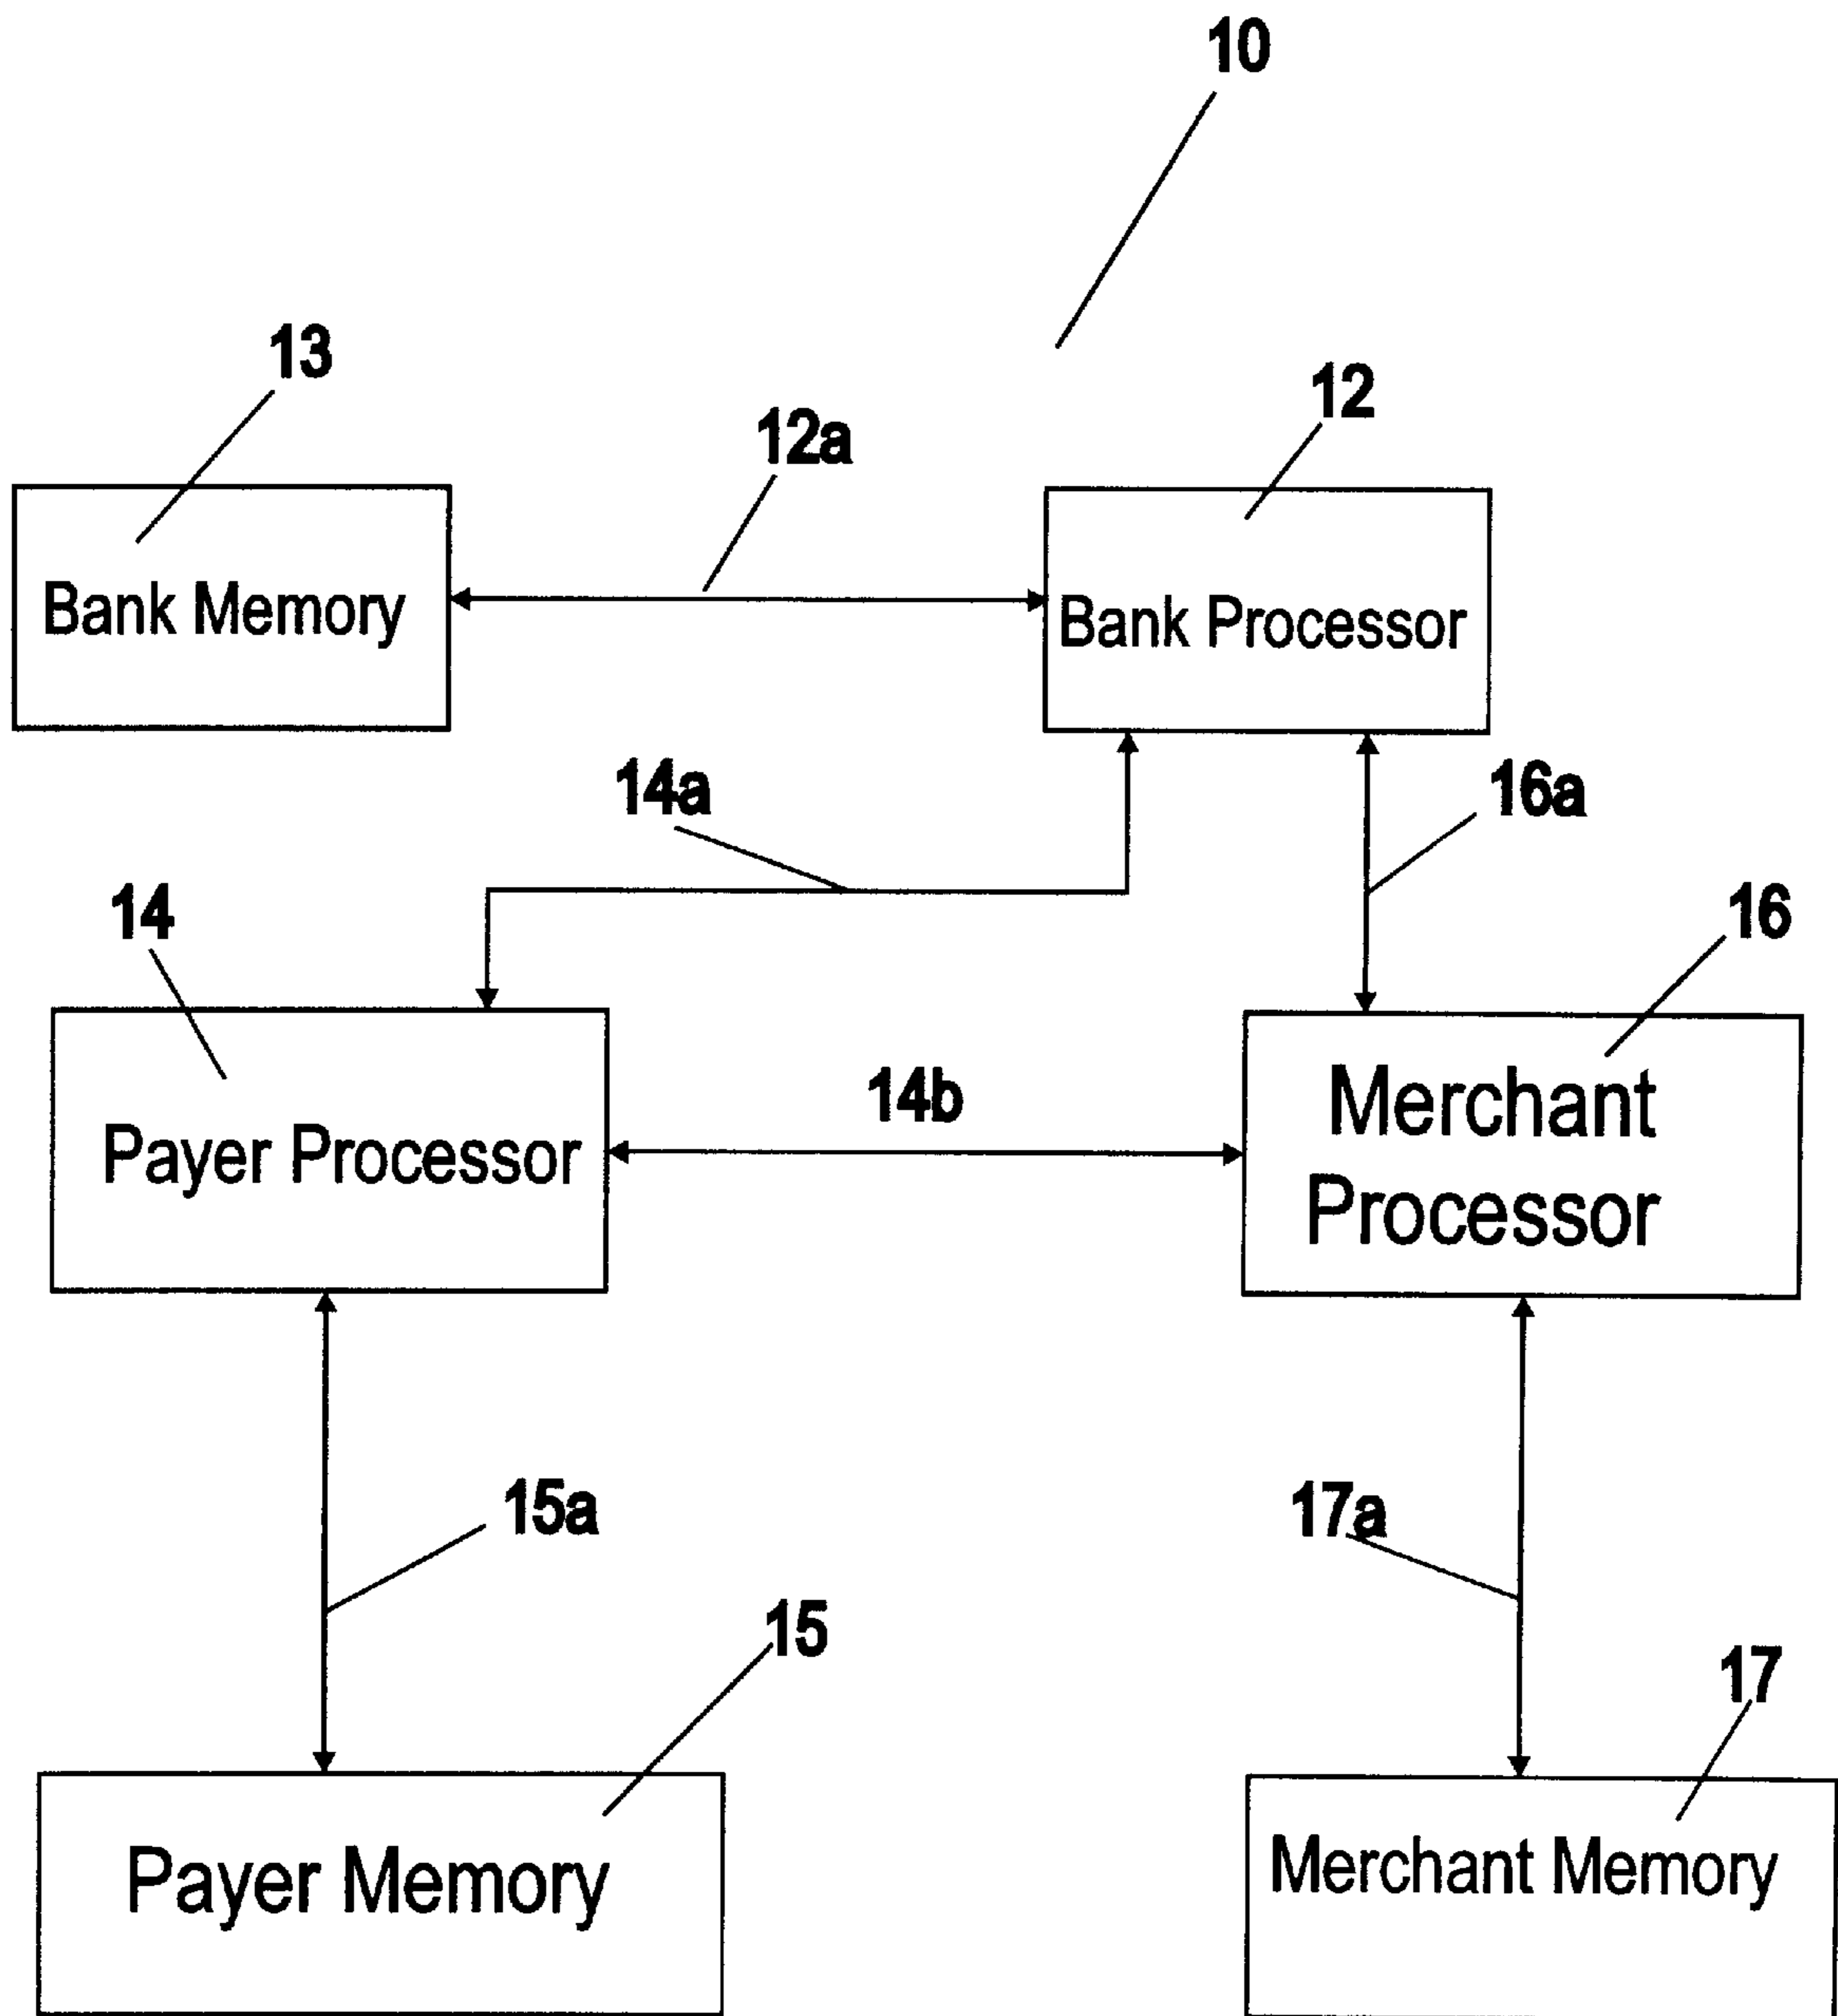 10
13
12
12a
Bank Memory
Bank Processor
14a
16a
14
16
14b
Merchant
Payer Processor
Processor
15a
17a
15
17
Payer Memory
Merchant Memory